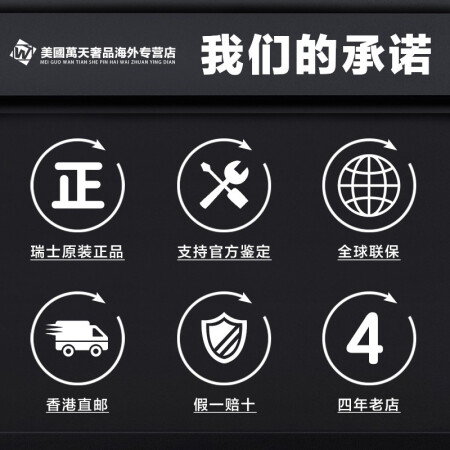 美國萬天奢品海外专营店
MEI GUO WAN TIAN SHE PIN HAI WAI ZHUAN YING DIAN
我们的承诺
正
瑞士原装正品
支持官方鉴定
全球联保
4
香港直邮
假一赔十
四年老店